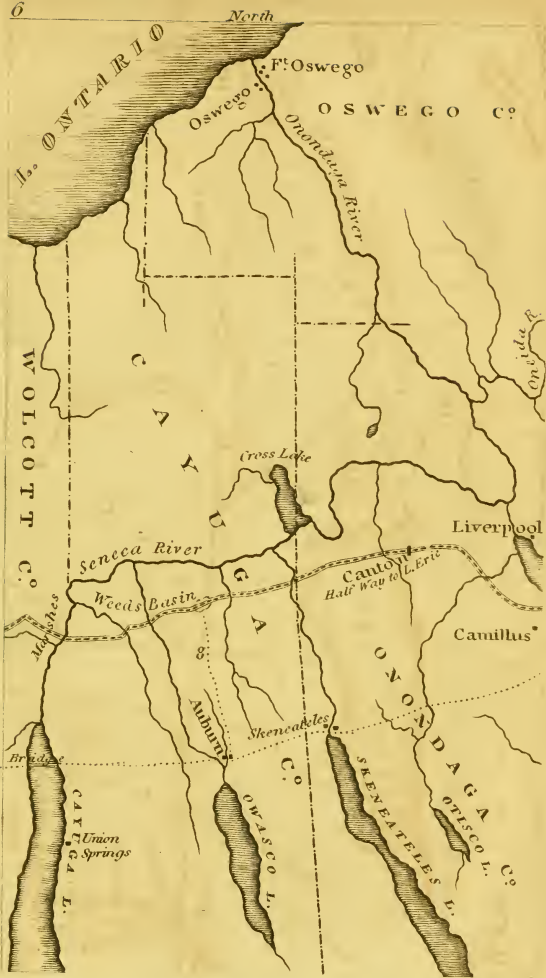 6
North
L. ONTARIO
Ft. Oswego
Oswego
OSWEGO Co.
Onondaga River
Oneida R.
WOLCOTT Co.
CAYUGA Co.
Cross Lake
Seneca River
Liverpool
Canton
Half Way to L. Erie
Weeds Basin
Marshes
Camillus
8
ONONDAGA Co.
Auburn
Skeneateles
Bridge
CAYUGA L.
Union
Springs
OWASCO L.
SKENEATELES L.
OTISCO L.